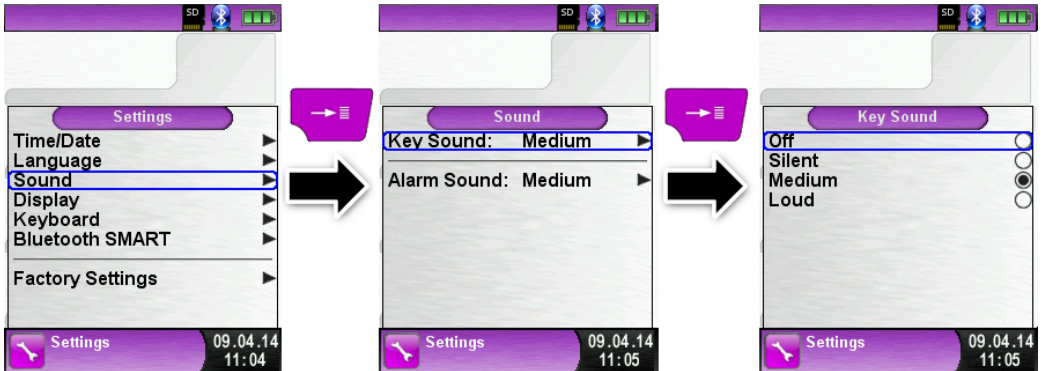 SD
Settings
Time/Date
Language
Sound
Display
Keyboard
Bluetooth SMART
Factory Settings
Settings
09.04.14
11:04
SD
Sound
Key Sound: Medium
Alarm Sound: Medium
Settings
09.04.14
11:05
SD
Key Sound
Off
Silent
Medium
Loud
Settings
09.04.14
11:05